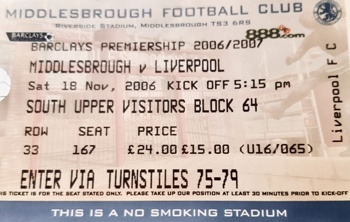 MIDDLESBROUGH FOOTBALL CLUB
RIVERSIDE STADIUM, MIDDLESBROUGH TS3 6RS
BARCLAYS
888.com
BARCLAYS PREMIERSHIP 2006/2007
MIDDLESBROUGH v LIVERPOOL
Sat 18 Nov, 2006 KICK OFF 5:15 pm
SOUTH UPPER VISITORS BLOCK 64
ROW SEAT PRICE
33 167 £24.00 £15.00 (U16/O65)
ENTER VIA TURNSTILES 75-79
THIS TICKET IS FOR THE SEAT STATED ONLY. PLEASE TAKE UP OUR POSITION AT LEAST 30 MINUTES PRIOR TO KICK-OFF.
THIS IS A NO SMOKING STADIUM
Liverpool FC